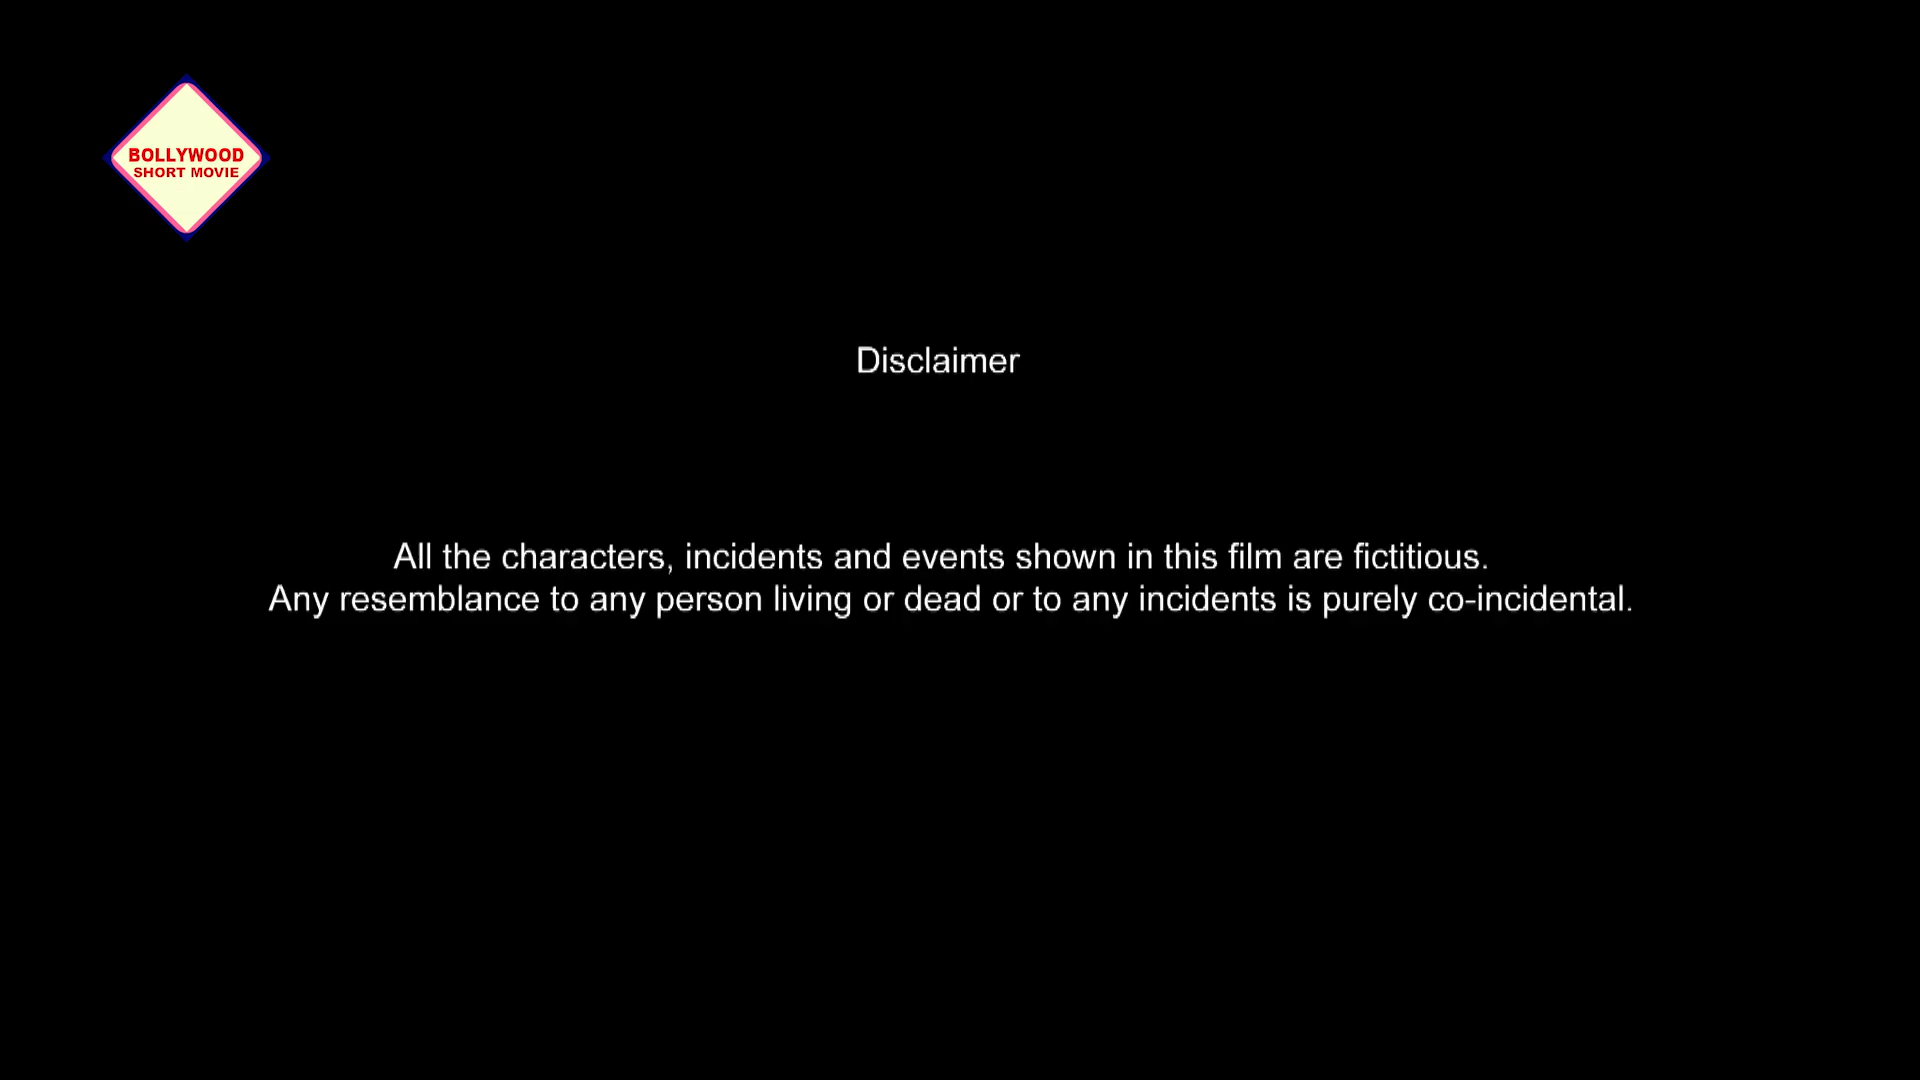 BOLLYWOOD
SHORT MOVIE
Disclaimer
All the characters, incidents and events shown in this film are fictitious.
Any resemblance to any person living or dead or to any incidents is purely co-incidental.